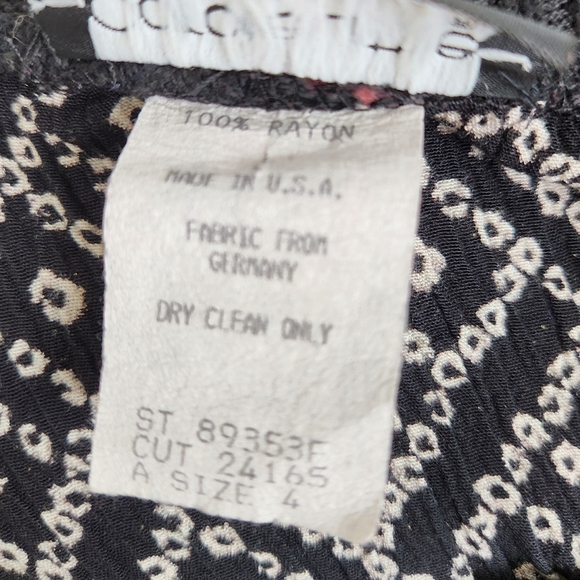 100% RAYON
MADE IN U.S.A.
FABRIC FROM
GERMANY
DRY CLEAN ONLY
ST 89353F
CUT 24165
A SIZE 4